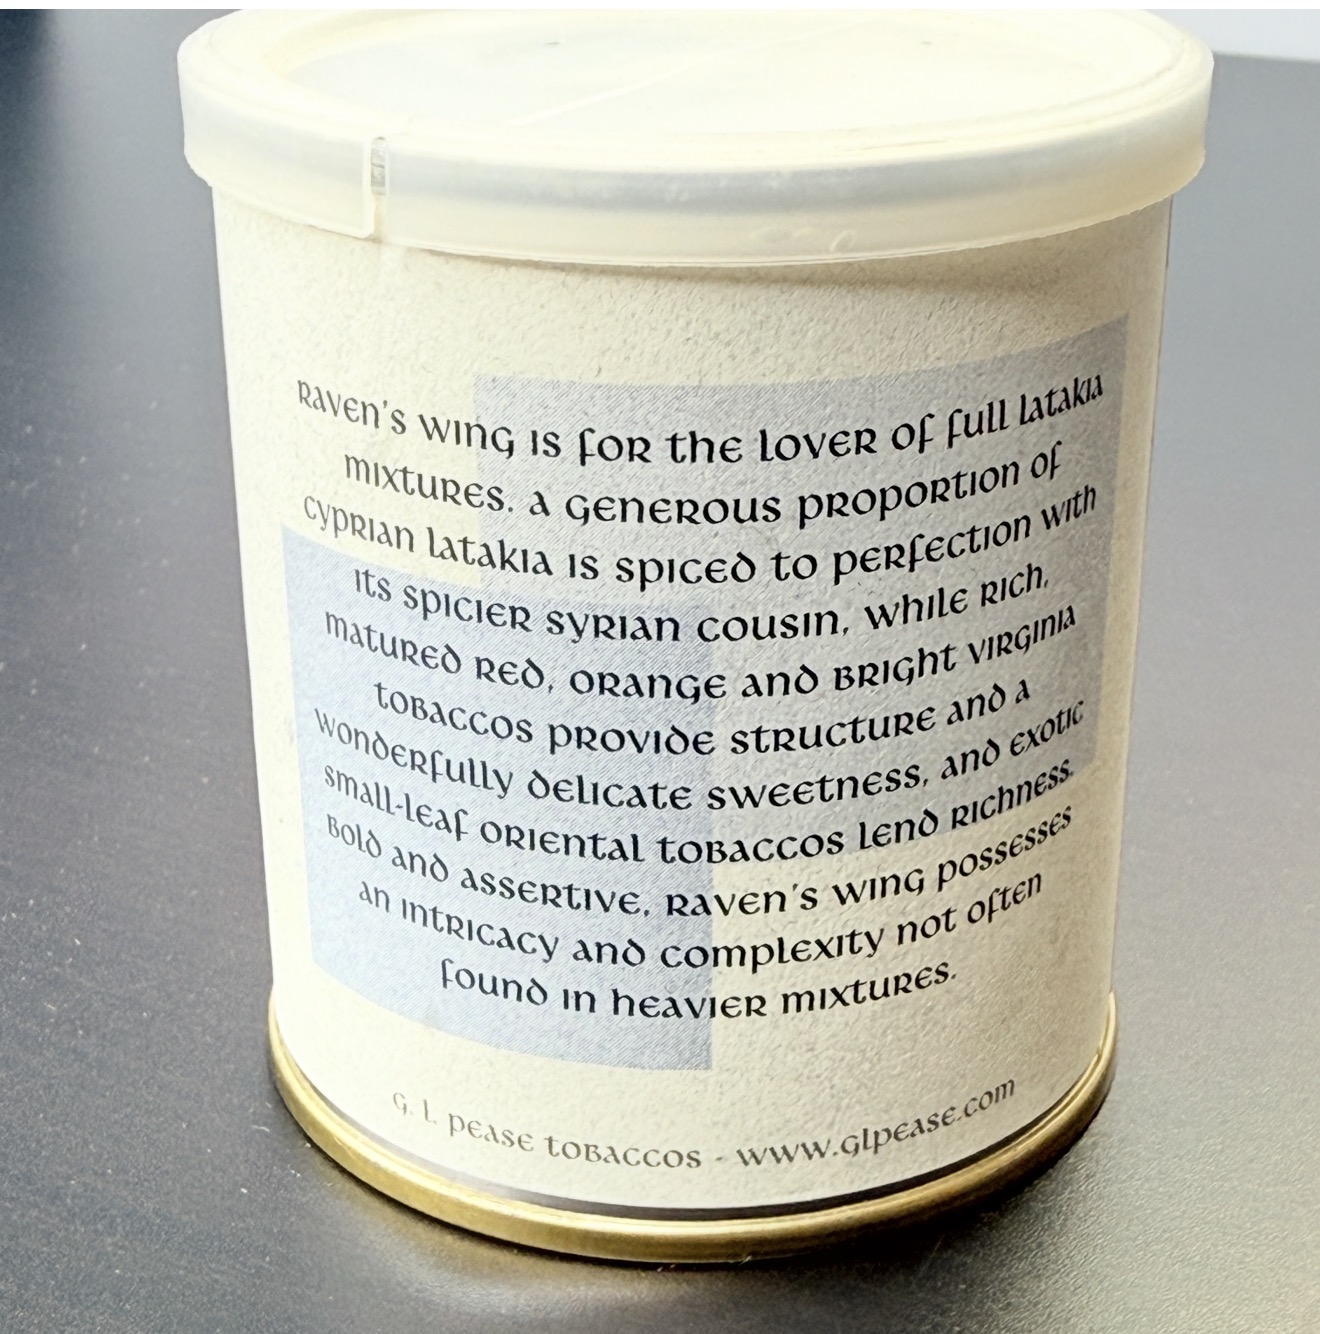 Raven's Wing is for the lover of full latakia
mixtures. A generous proportion of
Cyprian latakia is spiced to perfection with
its spicier Syrian cousin, while rich,
matured red, orange and bright virginia
tobaccos provide structure and a
wonderfully delicate sweetness, and exotic
small-leaf oriental tobaccos lend richness.
Bold and assertive, Raven's Wing possesses
an intricacy and complexity not often
found in heavier mixtures.
G. L. Pease Tobaccos - www.glpease.com